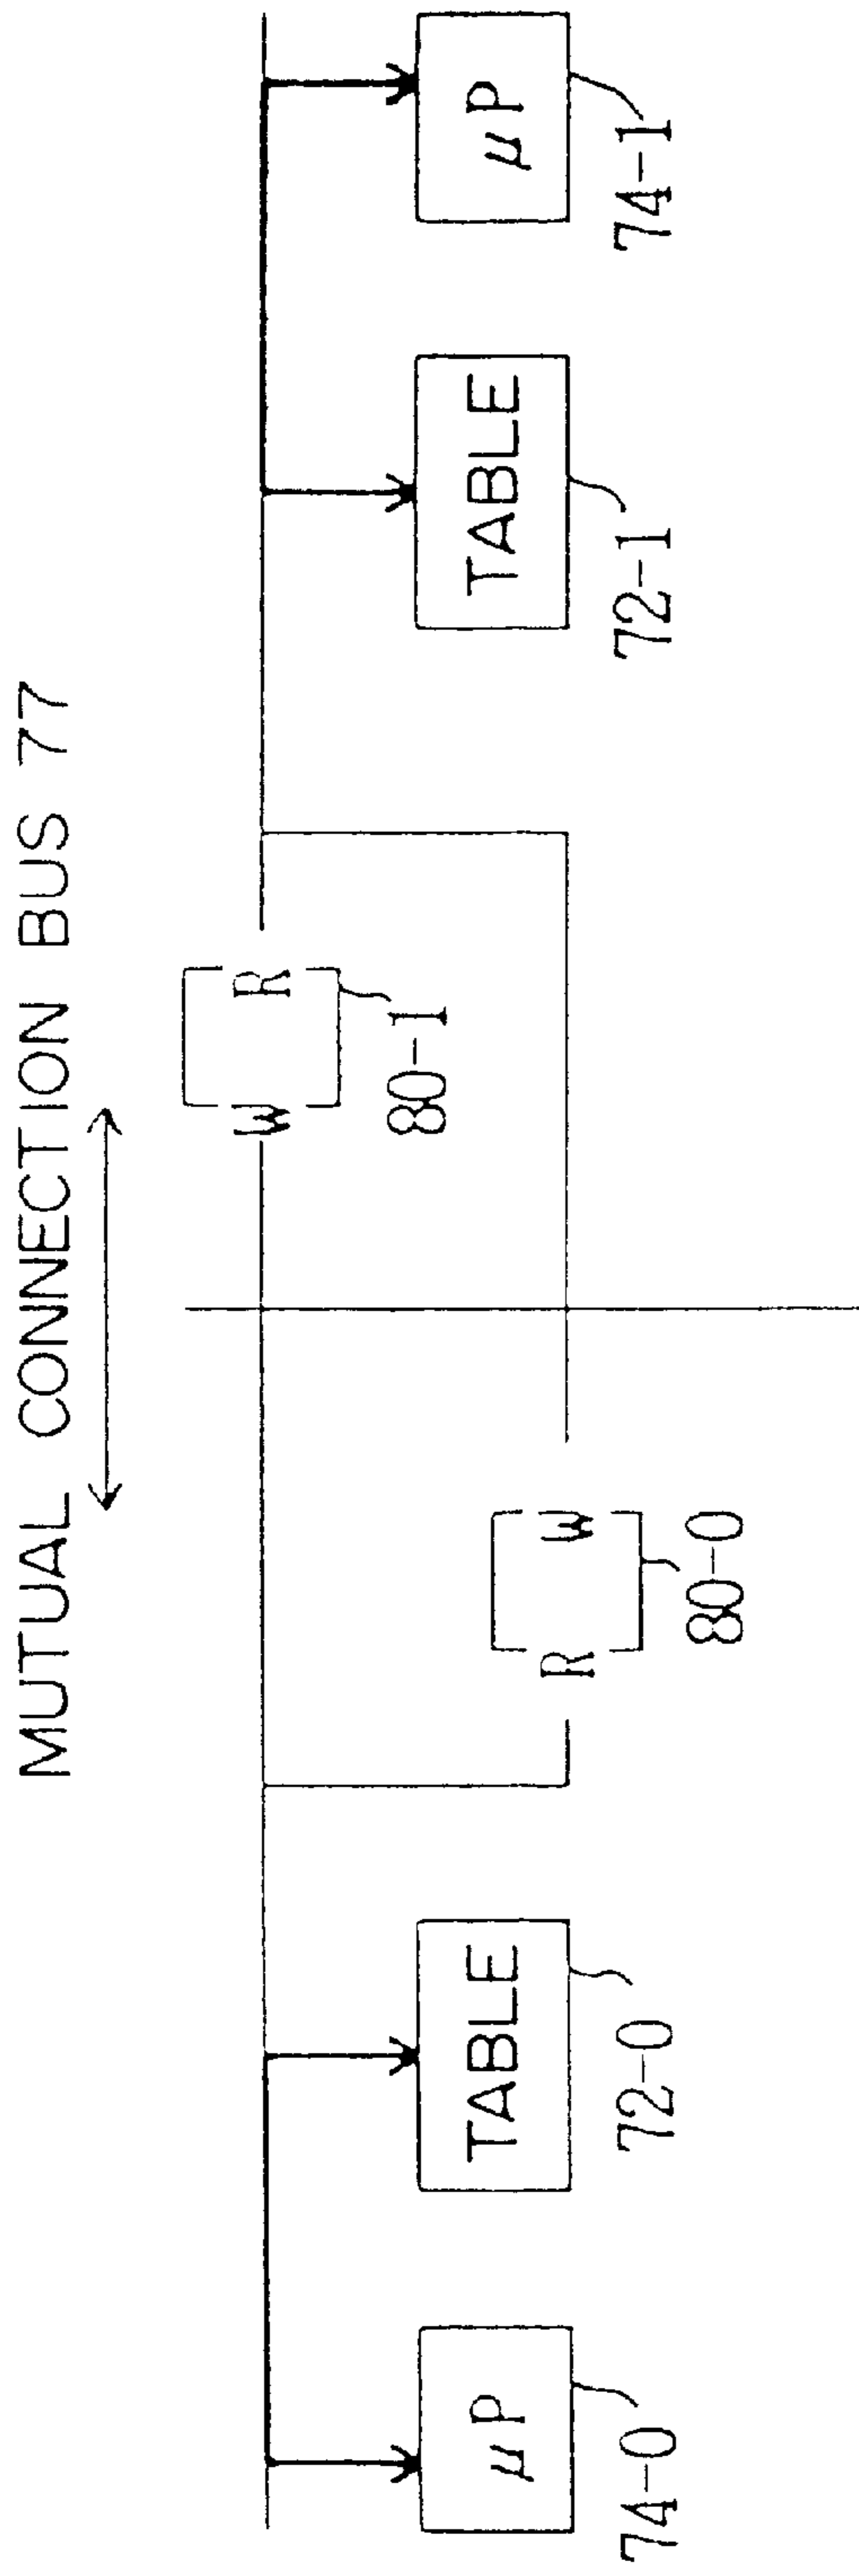 MUTUAL CONNECTION BUS 77
W R
80-1
μP
TABLE
R W
TABLE
μP
80-0
74-0
72-0
72-1
74-1